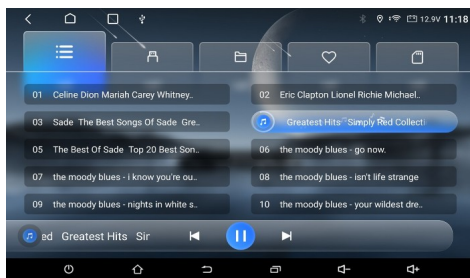 12.9V 11:18
01 Celine Dion Mariah Carey Whitney..
02 Eric Clapton Lionel Richie Michael..
03 Sade The Best Songs Of Sade Gre..
Greatest Hits Simply Red Collecti
05 The Best Of Sade Top 20 Best Son..
06 the moody blues - go now.
07 the moody blues - i know you're ou..
08 the moody blues - isn't life strange
09 the moody blues - nights in white s..
10 the moody blues - your wildest dre..
ed Greatest Hits Sir